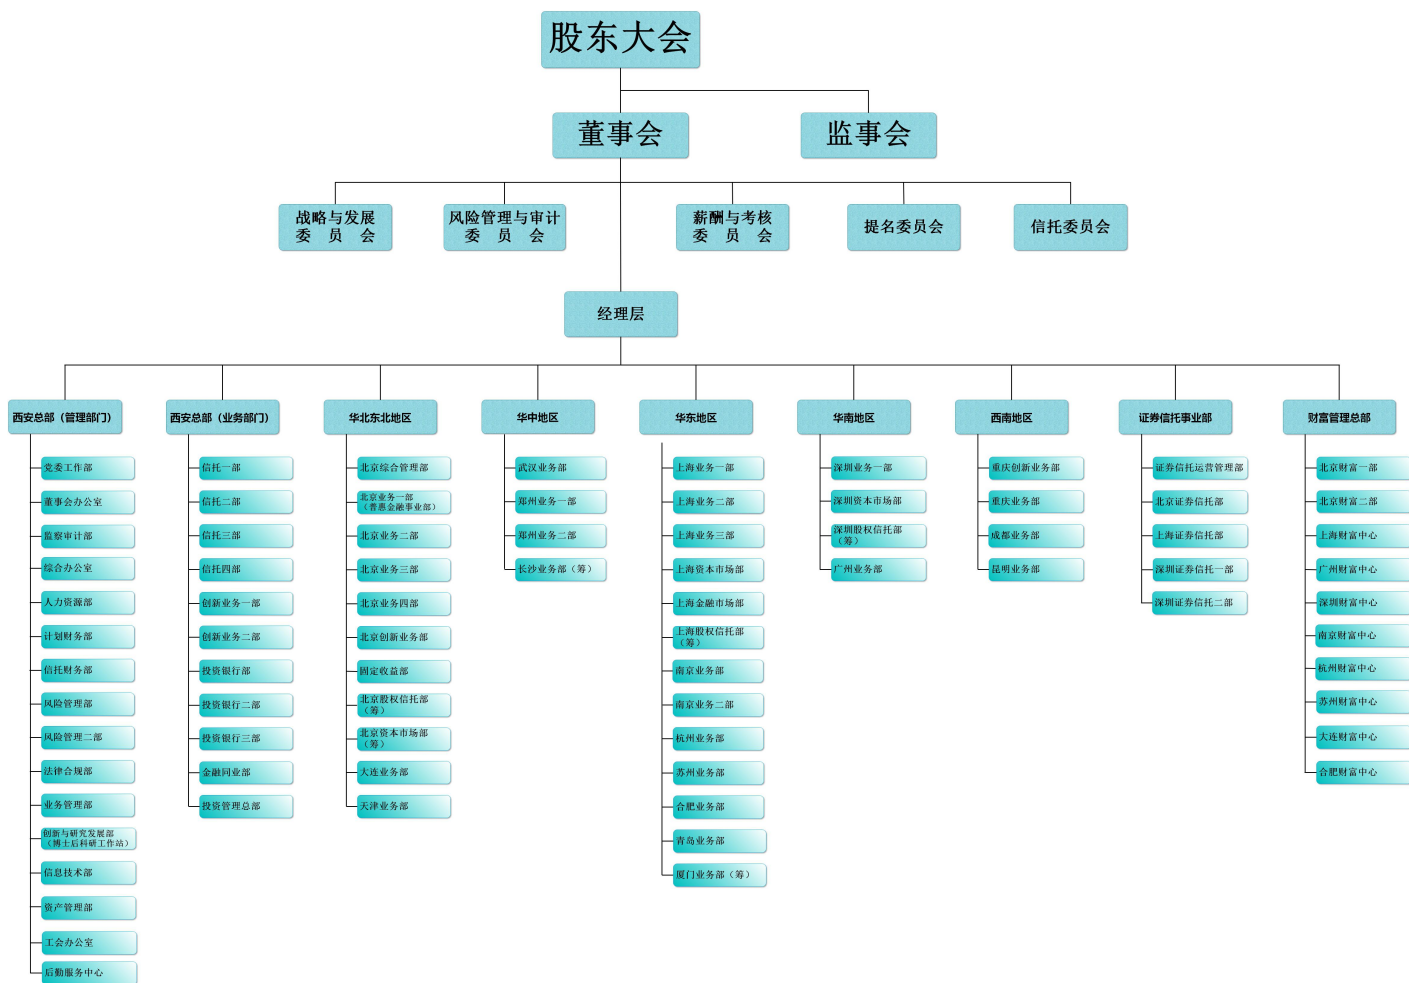 股东大会
董事会
监事会
战略与发展
委 员 会
风险管理与审计
委 员 会
薪酬与考核
委 员 会
提名委员会
信托委员会
经理层
西安总部（管理部门）
党委工作部
董事会办公室
监察审计部
综合办公室
人力资源部
计划财务部
信托财务部
风险管理部
风险管理二部
法律合规部
业务管理部
创新与研究发展部
（博士后科研工作站）
信息技术部
资产管理部
工会办公室
后勤服务中心
西安总部（业务部门）
信托一部
信托二部
信托三部
信托四部
创新业务一部
创新业务二部
投资银行部
投资银行二部
投资银行三部
金融同业部
投资管理总部
华北东北地区
北京综合管理部
北京业务一部
（普惠金融事业部）
北京业务二部
北京业务三部
北京业务四部
北京创新业务部
固定收益部
北京股权信托部
（筹）
北京资本市场部
（筹）
大连业务部
天津业务部
华中地区
武汉业务部
郑州业务一部
郑州业务二部
长沙业务部（筹）
华东地区
上海业务一部
上海业务二部
上海业务三部
上海资本市场部
上海金融市场部
上海股权信托部
（筹）
南京业务部
南京业务二部
杭州业务部
苏州业务部
合肥业务部
青岛业务部
厦门业务部（筹）
华南地区
深圳业务一部
深圳资本市场部
深圳股权信托部
（筹）
广州业务部
西南地区
重庆创新业务部
重庆业务部
成都业务部
昆明业务部
证券信托事业部
证券信托运营管理部
北京证券信托部
上海证券信托部
深圳证券信托一部
深圳证券信托二部
财富管理总部
北京财富一部
北京财富二部
上海财富中心
广州财富中心
深圳财富中心
南京财富中心
杭州财富中心
苏州财富中心
大连财富中心
合肥财富中心